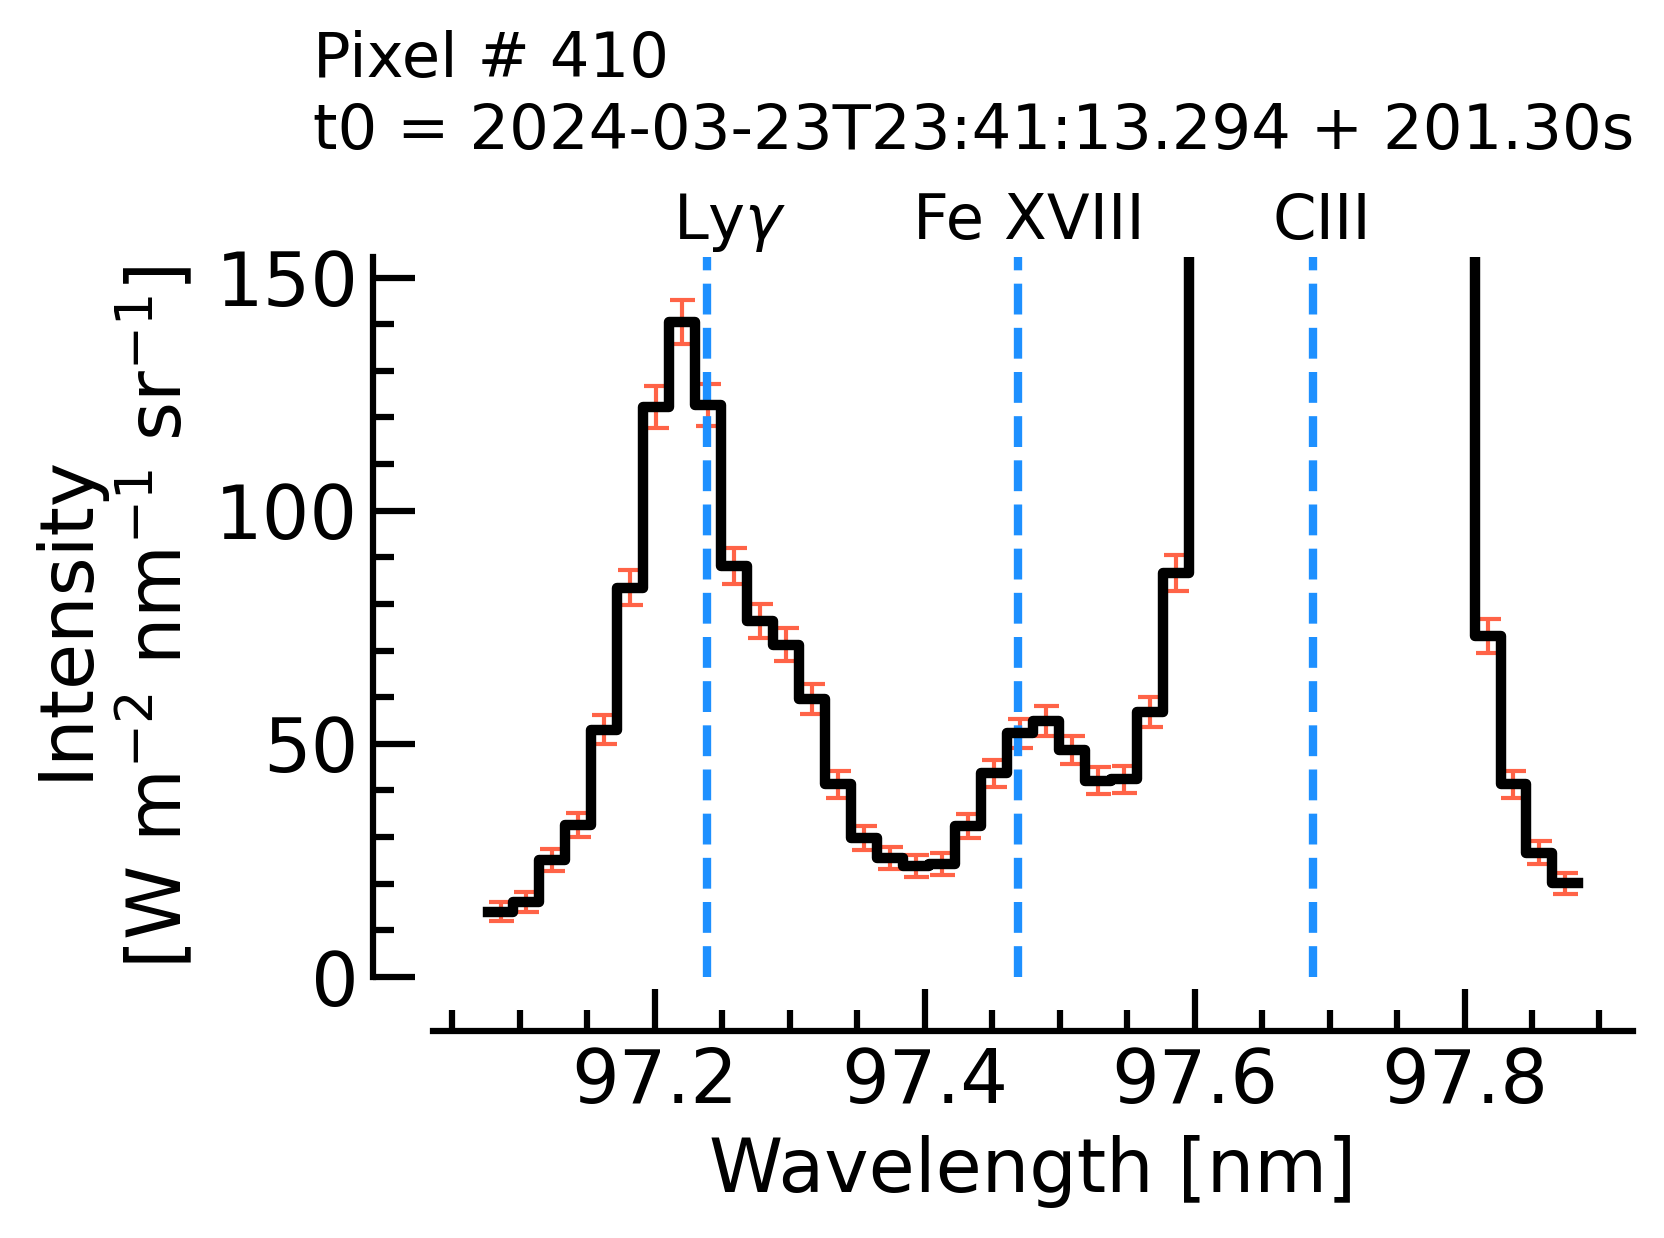 Pixel # 410
t0 = 2024-03-23T23:41:13.294 + 201.30s
Lyγ Fe XVIII CIII
Intensity
[W m⁻² nm⁻¹ sr⁻¹]
150
100
50
0
97.2 97.4 97.6 97.8
Wavelength [nm]